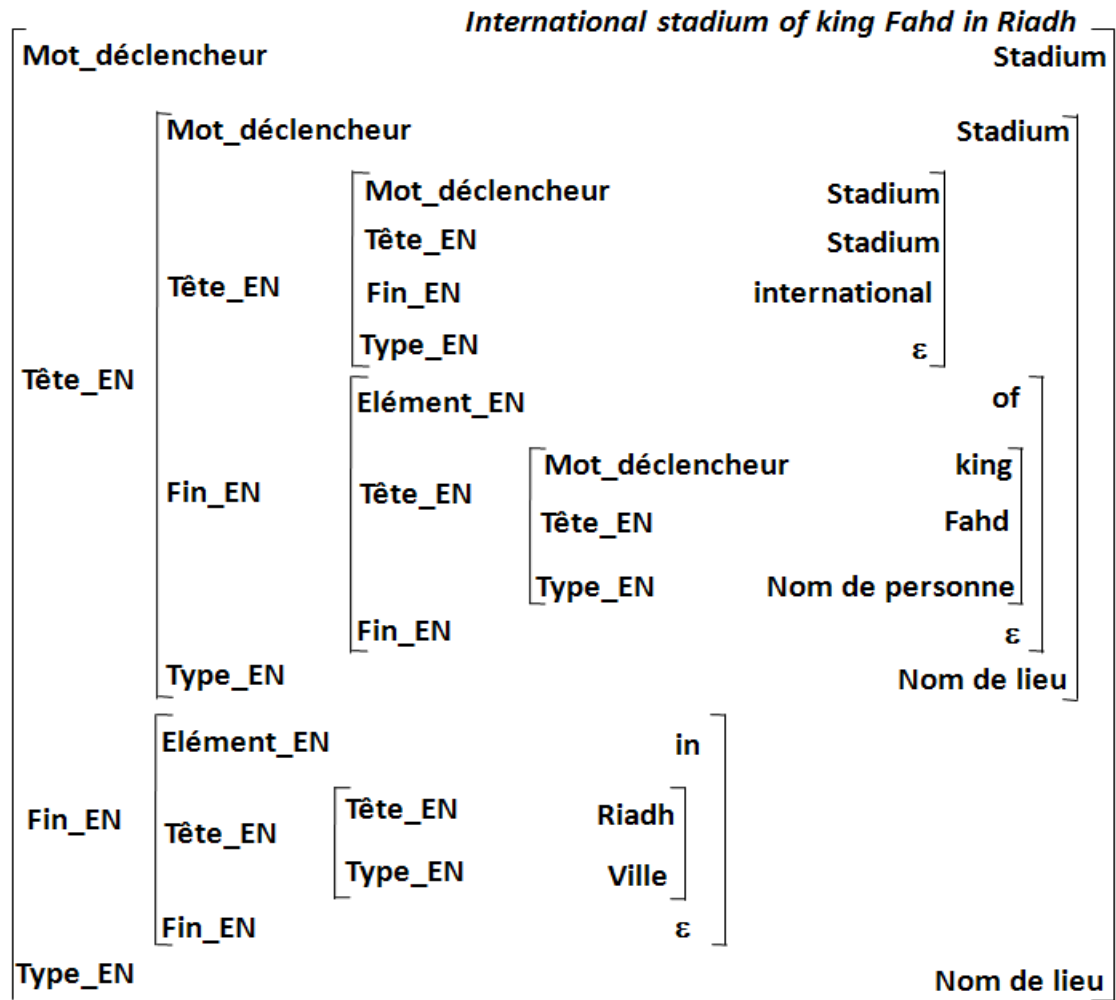 International stadium of king Fahd in Riadh
Mot_déclencheur Stadium
Mot_déclencheur Stadium
Mot_déclencheur Stadium
Tête_EN Stadium
Tête_EN
Fin_EN international
Type_EN ε
Tête_EN
Elément_EN of
Mot_déclencheur king
Fin_EN Tête_EN
Tête_EN Fahd
Type_EN Nom de personne
Fin_EN ε
Type_EN Nom de lieu
Elément_EN in
Tête_EN Riadh
Fin_EN Tête_EN
Type_EN Ville
Fin_EN ε
Type_EN Nom de lieu